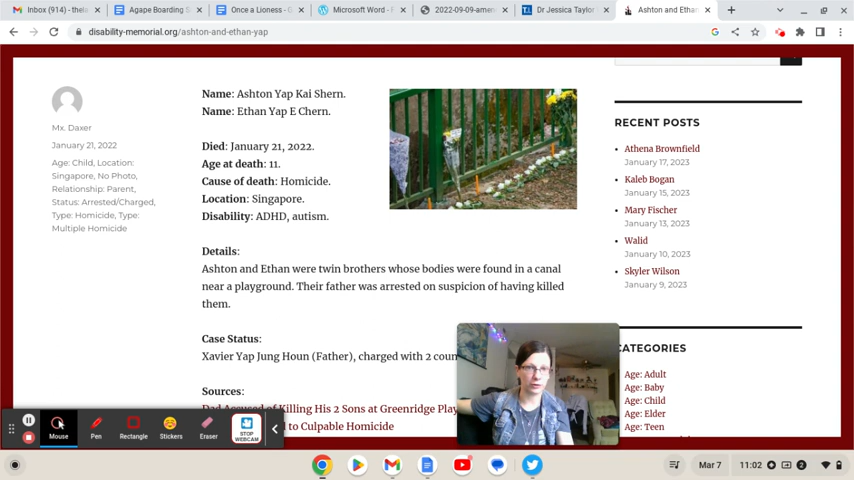 Inbox (914) - thela
Agape Boarding S
Once a Lioness - G
Microsoft Word - F
2022-09-09-amen
Dr Jessica Taylor
Ashton and Ethan
disability-memorial.org/ashton-and-ethan-yap
Mx. Daxer
January 21, 2022
Age: Child, Location:
Singapore, No Photo,
Relationship: Parent,
Status: Arrested/Charged,
Type: Homicide, Type:
Multiple Homicide
Name: Ashton Yap Kai Shern.
Name: Ethan Yap E Chern.
Died: January 21, 2022.
Age at death: 11.
Cause of death: Homicide.
Location: Singapore.
Disability: ADHD, autism.
Details:
Ashton and Ethan were twin brothers whose bodies were found in a canal
near a playground. Their father was arrested on suspicion of having killed
them.
Case Status:
Xavier Yap Jung Houn (Father), charged with 2 coun
Sources:
Dad Accused of Killing His 2 Sons at Greenridge Play
d to Culpable Homicide
RECENT POSTS
Athena Brownfield
January 17, 2023
Kaleb Bogan
January 15, 2023
Mary Fischer
January 13, 2023
Walid
January 10, 2023
Skyler Wilson
January 9, 2023
CATEGORIES
Age: Adult
Age: Baby
Age: Child
Age: Elder
Age: Teen
Mouse
Pen
Rectangle
Stickers
Eraser
STOP
WEBCAM
Mar 7
11:02
2